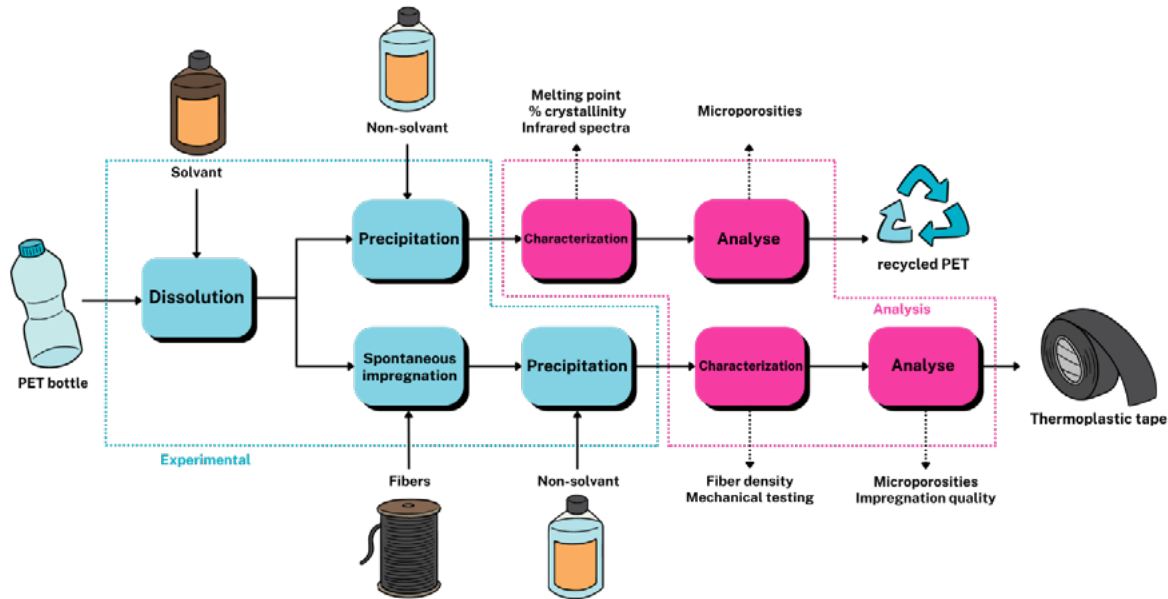 Non-solvant
Melting point
% crystallinity
Infrared spectra
Microporosities
Solvant
Precipitation
Characterization
Analyse
recycled PET
Dissolution
Analysis
PET bottle
Spontaneous
impregnation
Precipitation
Characterization
Analyse
Thermoplastic tape
Experimental
Fibers
Non-solvant
Fiber density
Mechanical testing
Microporosities
Impregnation quality